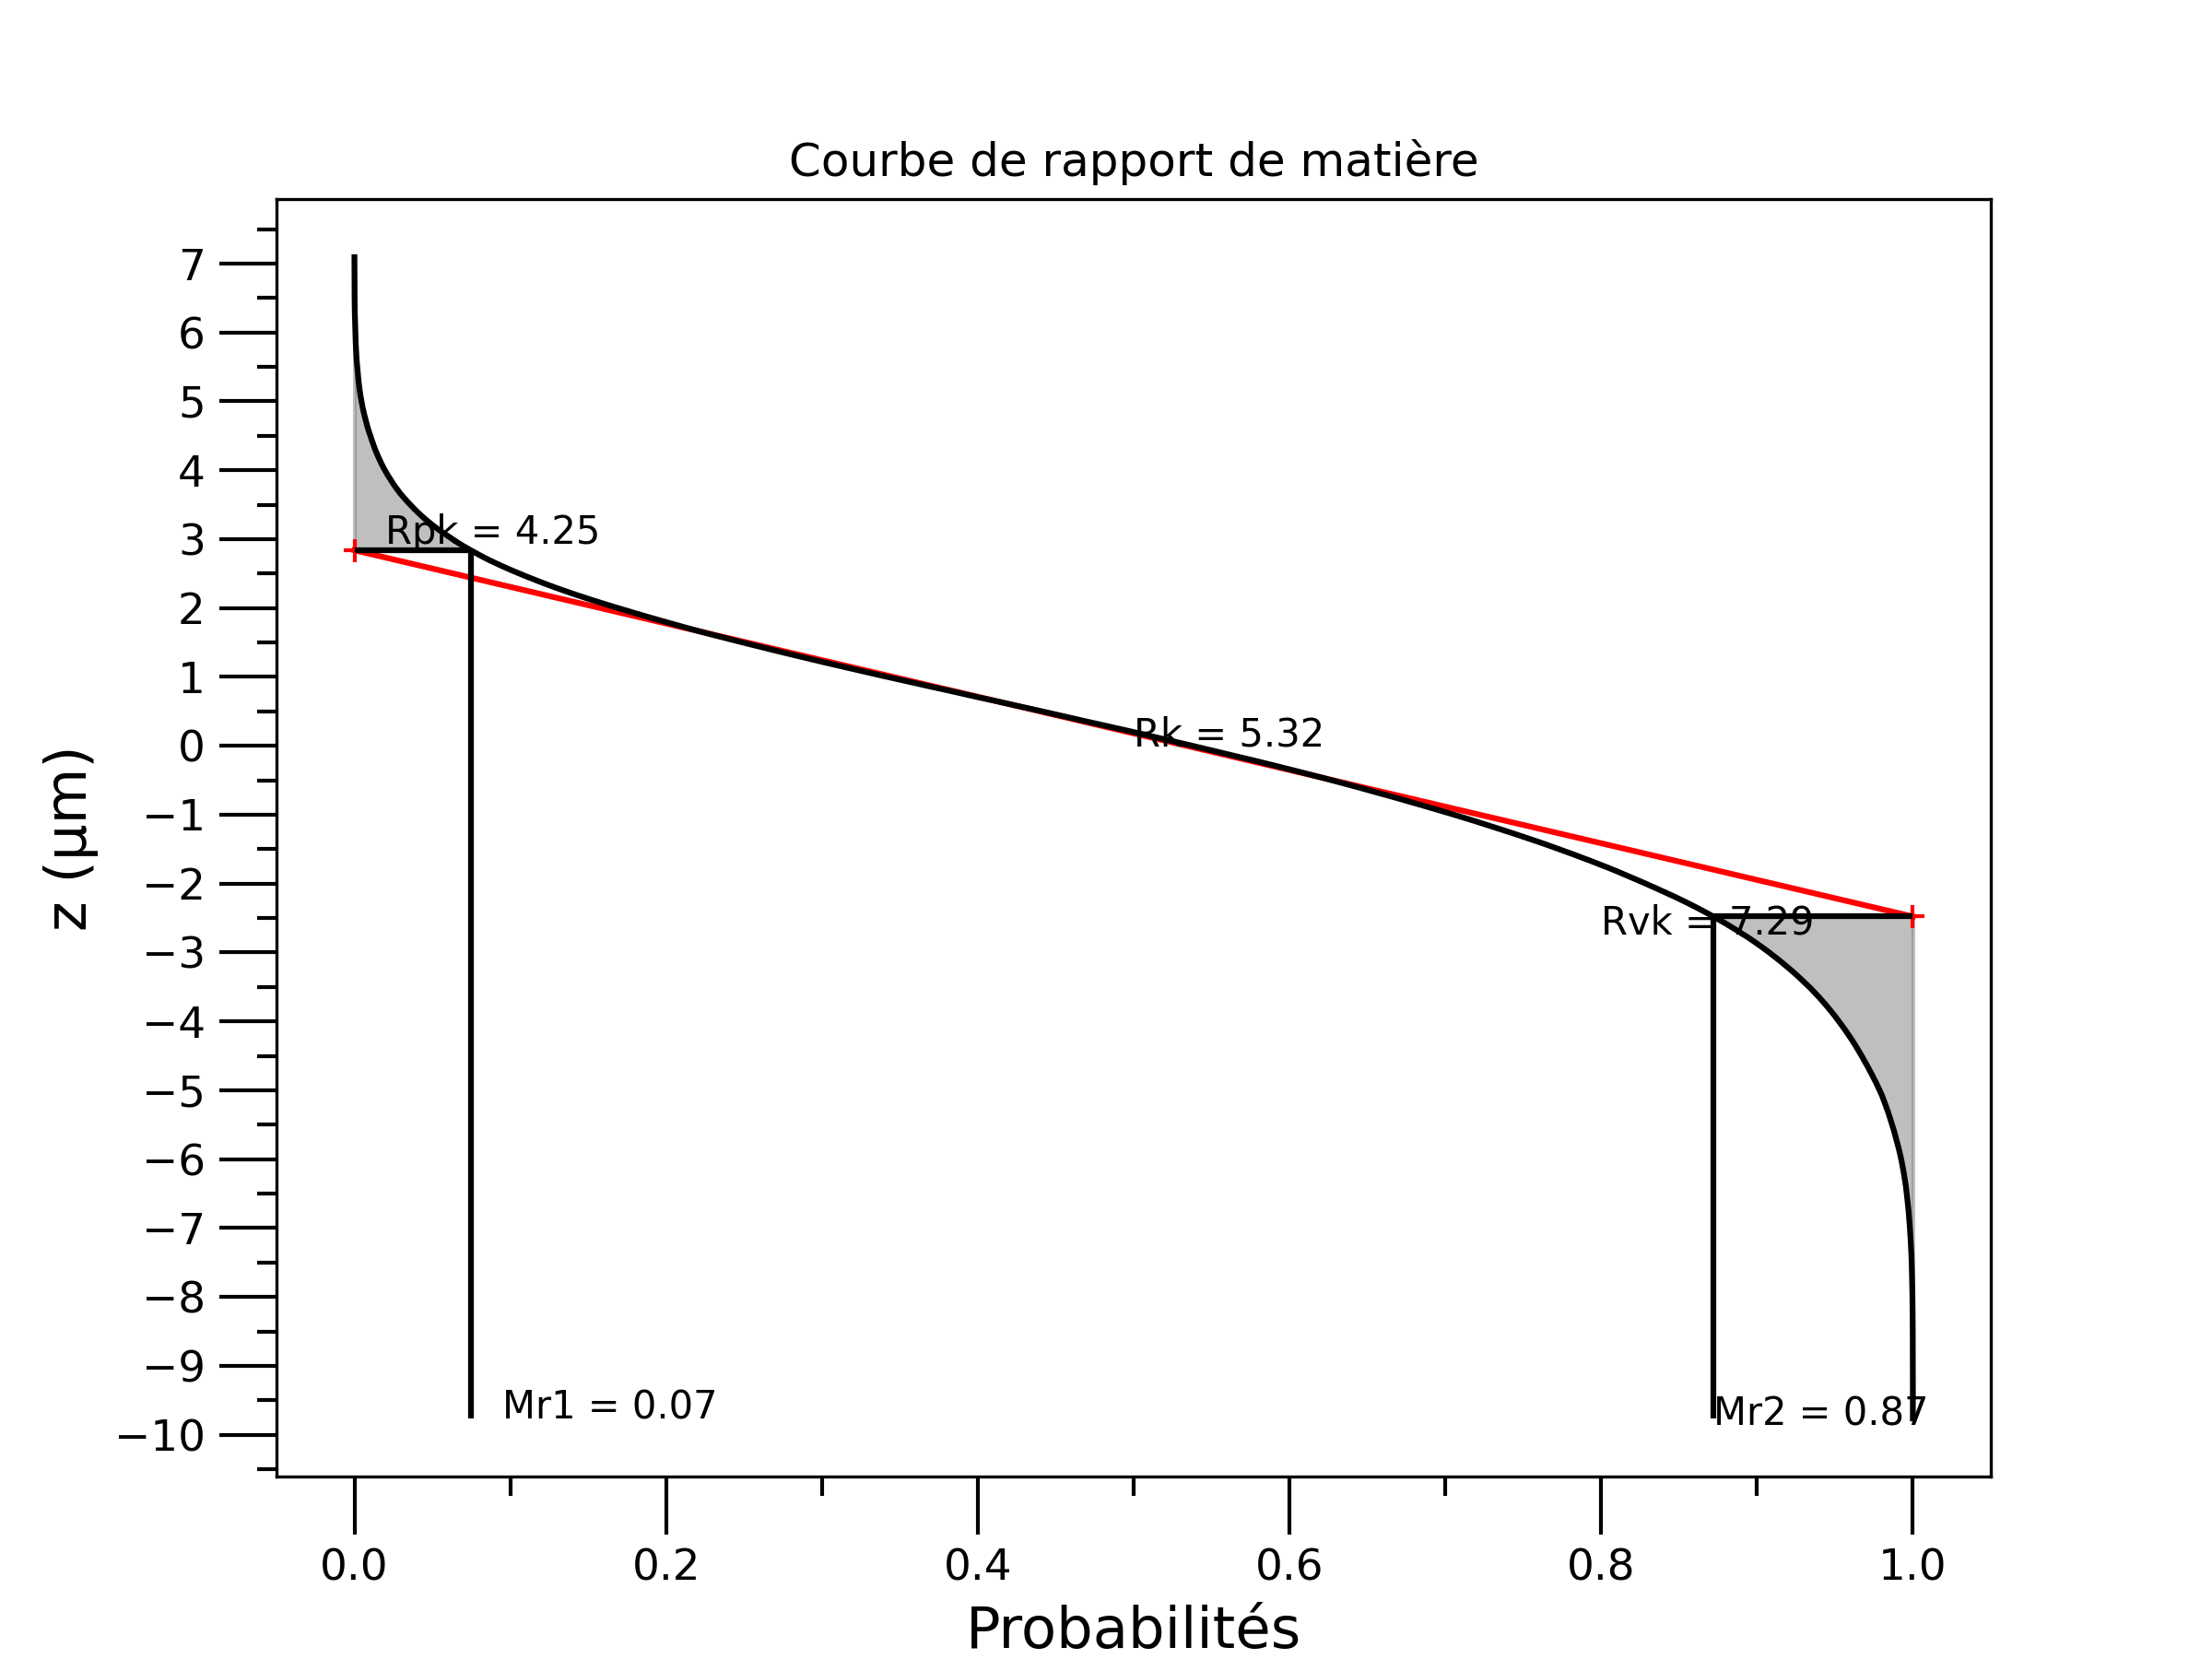 Courbe de rapport de matière
7
6
5
4
3
2
1
0
−1
−2
−3
−4
−5
−6
−7
−8
−9
−10
z (μm)
Rpk = 4.25
Rk = 5.32
Rvk = 7.29
Mr1 = 0.07
Mr2 = 0.87
0.0 0.2 0.4 0.6 0.8 1.0
Probabilités